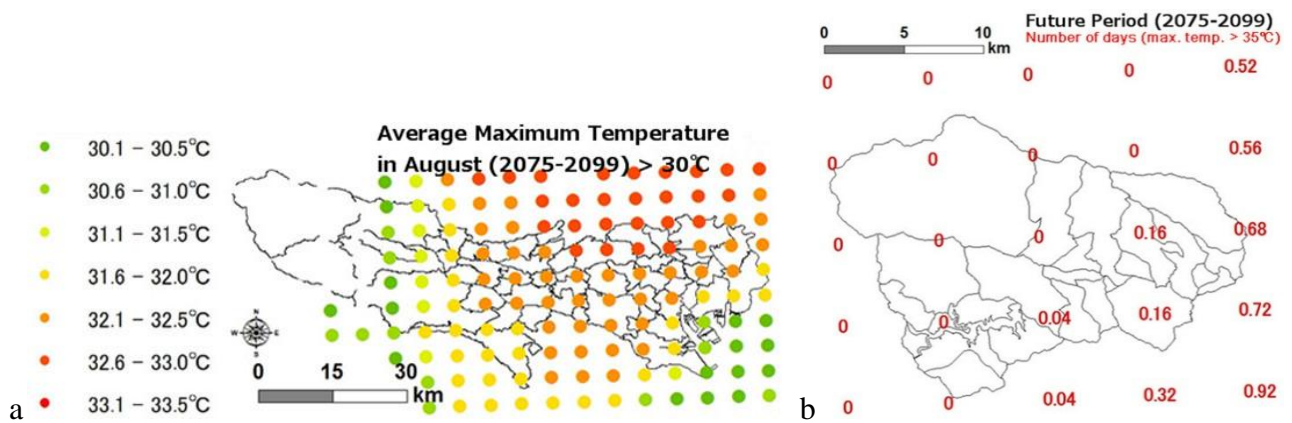 Average Maximum Temperature
in August (2075-2099) > 30℃
30.1 – 30.5°C
30.6 – 31.0°C
31.1 – 31.5°C
31.6 – 32.0°C
32.1 – 32.5°C
32.6 – 33.0°C
33.1 – 33.5°C
N
W E
S
0 15 30
km
a
Future Period (2075-2099)
Number of days (max. temp. > 35℃)
0 5 10
km
0 0 0 0 0.52
0 0 0 0 0.56
0 0 0 0.16 0.68
0 0 0.04 0.16 0.72
0 0 0.04 0.32 0.92
b